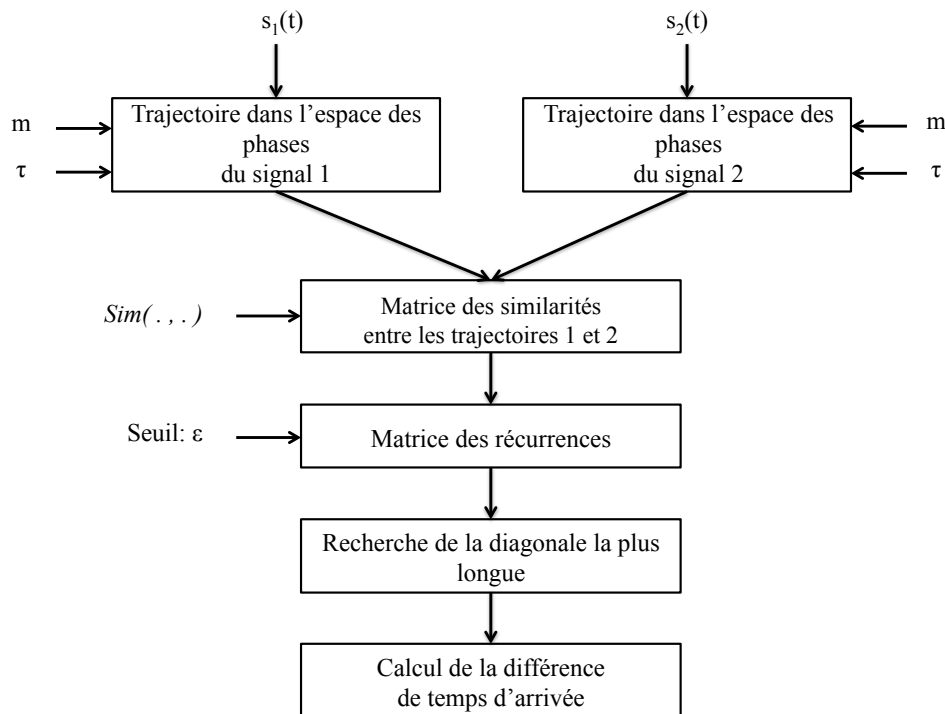 s₁(t)
s₂(t)
m
τ
Trajectoire dans l'espace des
phases
du signal 1
Trajectoire dans l'espace des
phases
du signal 2
m
τ
Sim( . , . )
Matrice des similarités
entre les trajectoires 1 et 2
Seuil: ε
Matrice des récurrences
Recherche de la diagonale la plus
longue
Calcul de la différence
de temps d'arrivée